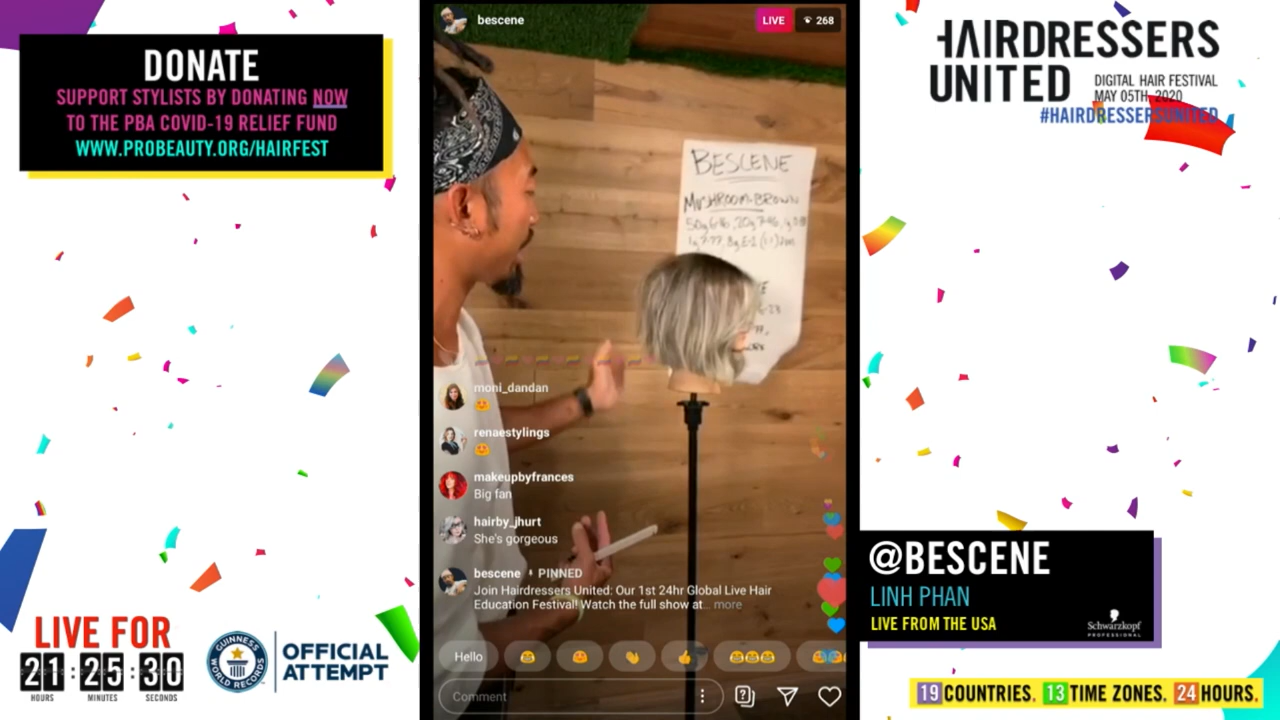 DONATE
SUPPORT STYLISTS BY DONATING NOW
TO THE PBA COVID-19 RELIEF FUND
WWW.PROBEAUTY.ORG/HAIRFEST
bescene
LIVE
268
HAIRDRESSERS
UNITED
DIGITAL HAIR FESTIVAL
MAY 05TH, 2020
#HAIRDRESSERSUNITED
BESCENE
MUSHROOM-BROWN
moni_dandan
renaestylings
makeupbyfrances
Big fan
hairby_jhurt
She's gorgeous
bescene PINNED
Join Hairdressers United: Our 1st 24hr Global Live Hair
Education Festival! Watch the full show at... more
Hello
Comment
@BESCENE
LINH PHAN
LIVE FROM THE USA
Schwarzkopf
PROFESSIONAL
LIVE FOR
21:25:30
HOURS MINUTES SECONDS
GUINNESS
WORLD RECORDS
OFFICIAL
ATTEMPT
19 COUNTRIES. 13 TIME ZONES. 24 HOURS.